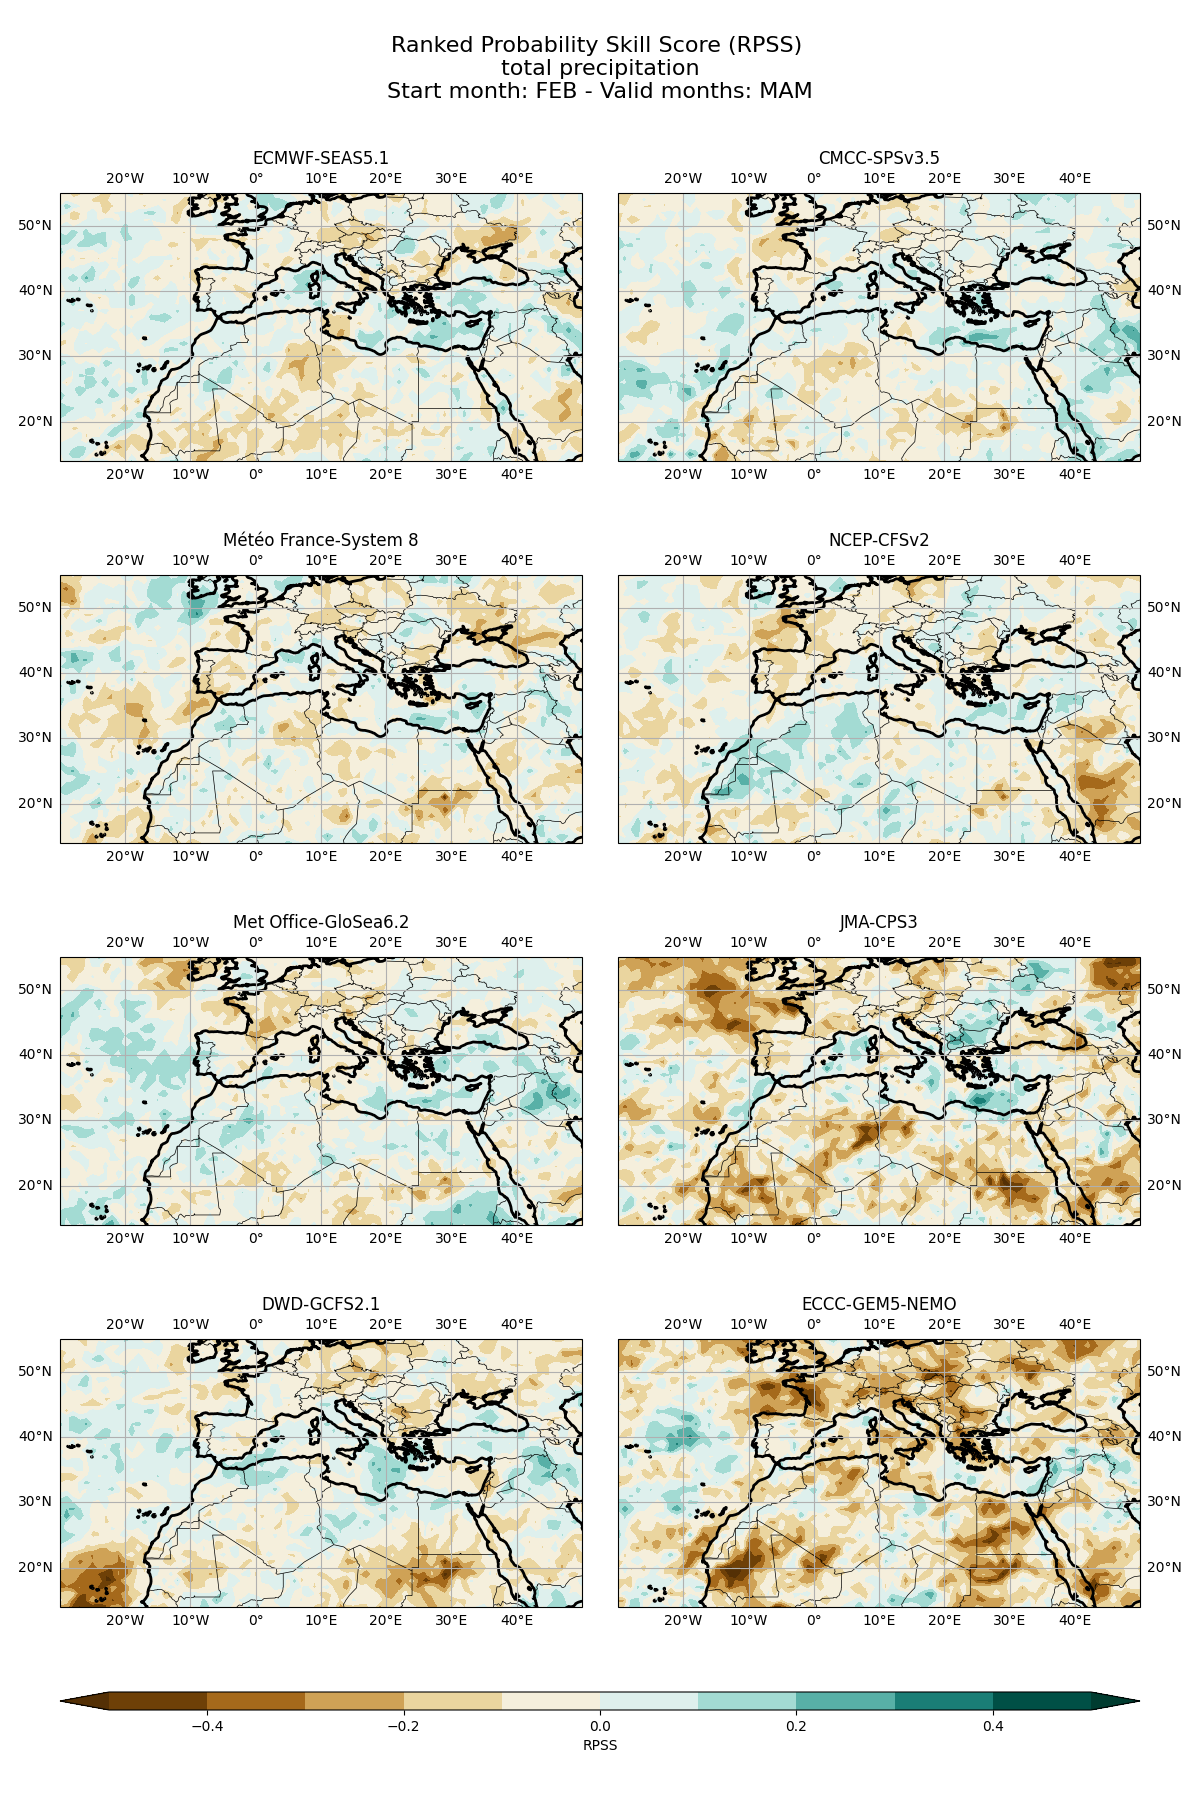 Ranked Probability Skill Score (RPSS)
total precipitation
Start month: FEB - Valid months: MAM
ECMWF-SEAS5.1
20°W 10°W 0° 10°E 20°E 30°E 40°E
50°N
40°N
30°N
20°N
20°W 10°W 0° 10°E 20°E 30°E 40°E
CMCC-SPSv3.5
20°W 10°W 0° 10°E 20°E 30°E 40°E
50°N
40°N
30°N
20°N
20°W 10°W 0° 10°E 20°E 30°E 40°E
Météo France-System 8
20°W 10°W 0° 10°E 20°E 30°E 40°E
50°N
40°N
30°N
20°N
20°W 10°W 0° 10°E 20°E 30°E 40°E
NCEP-CFSv2
20°W 10°W 0° 10°E 20°E 30°E 40°E
50°N
40°N
30°N
20°N
20°W 10°W 0° 10°E 20°E 30°E 40°E
Met Office-GloSea6.2
20°W 10°W 0° 10°E 20°E 30°E 40°E
50°N
40°N
30°N
20°N
20°W 10°W 0° 10°E 20°E 30°E 40°E
JMA-CPS3
20°W 10°W 0° 10°E 20°E 30°E 40°E
50°N
40°N
30°N
20°N
20°W 10°W 0° 10°E 20°E 30°E 40°E
DWD-GCFS2.1
20°W 10°W 0° 10°E 20°E 30°E 40°E
50°N
40°N
30°N
20°N
20°W 10°W 0° 10°E 20°E 30°E 40°E
ECCC-GEM5-NEMO
20°W 10°W 0° 10°E 20°E 30°E 40°E
50°N
40°N
30°N
20°N
20°W 10°W 0° 10°E 20°E 30°E 40°E
−0.4 −0.2 0.0 0.2 0.4
RPSS